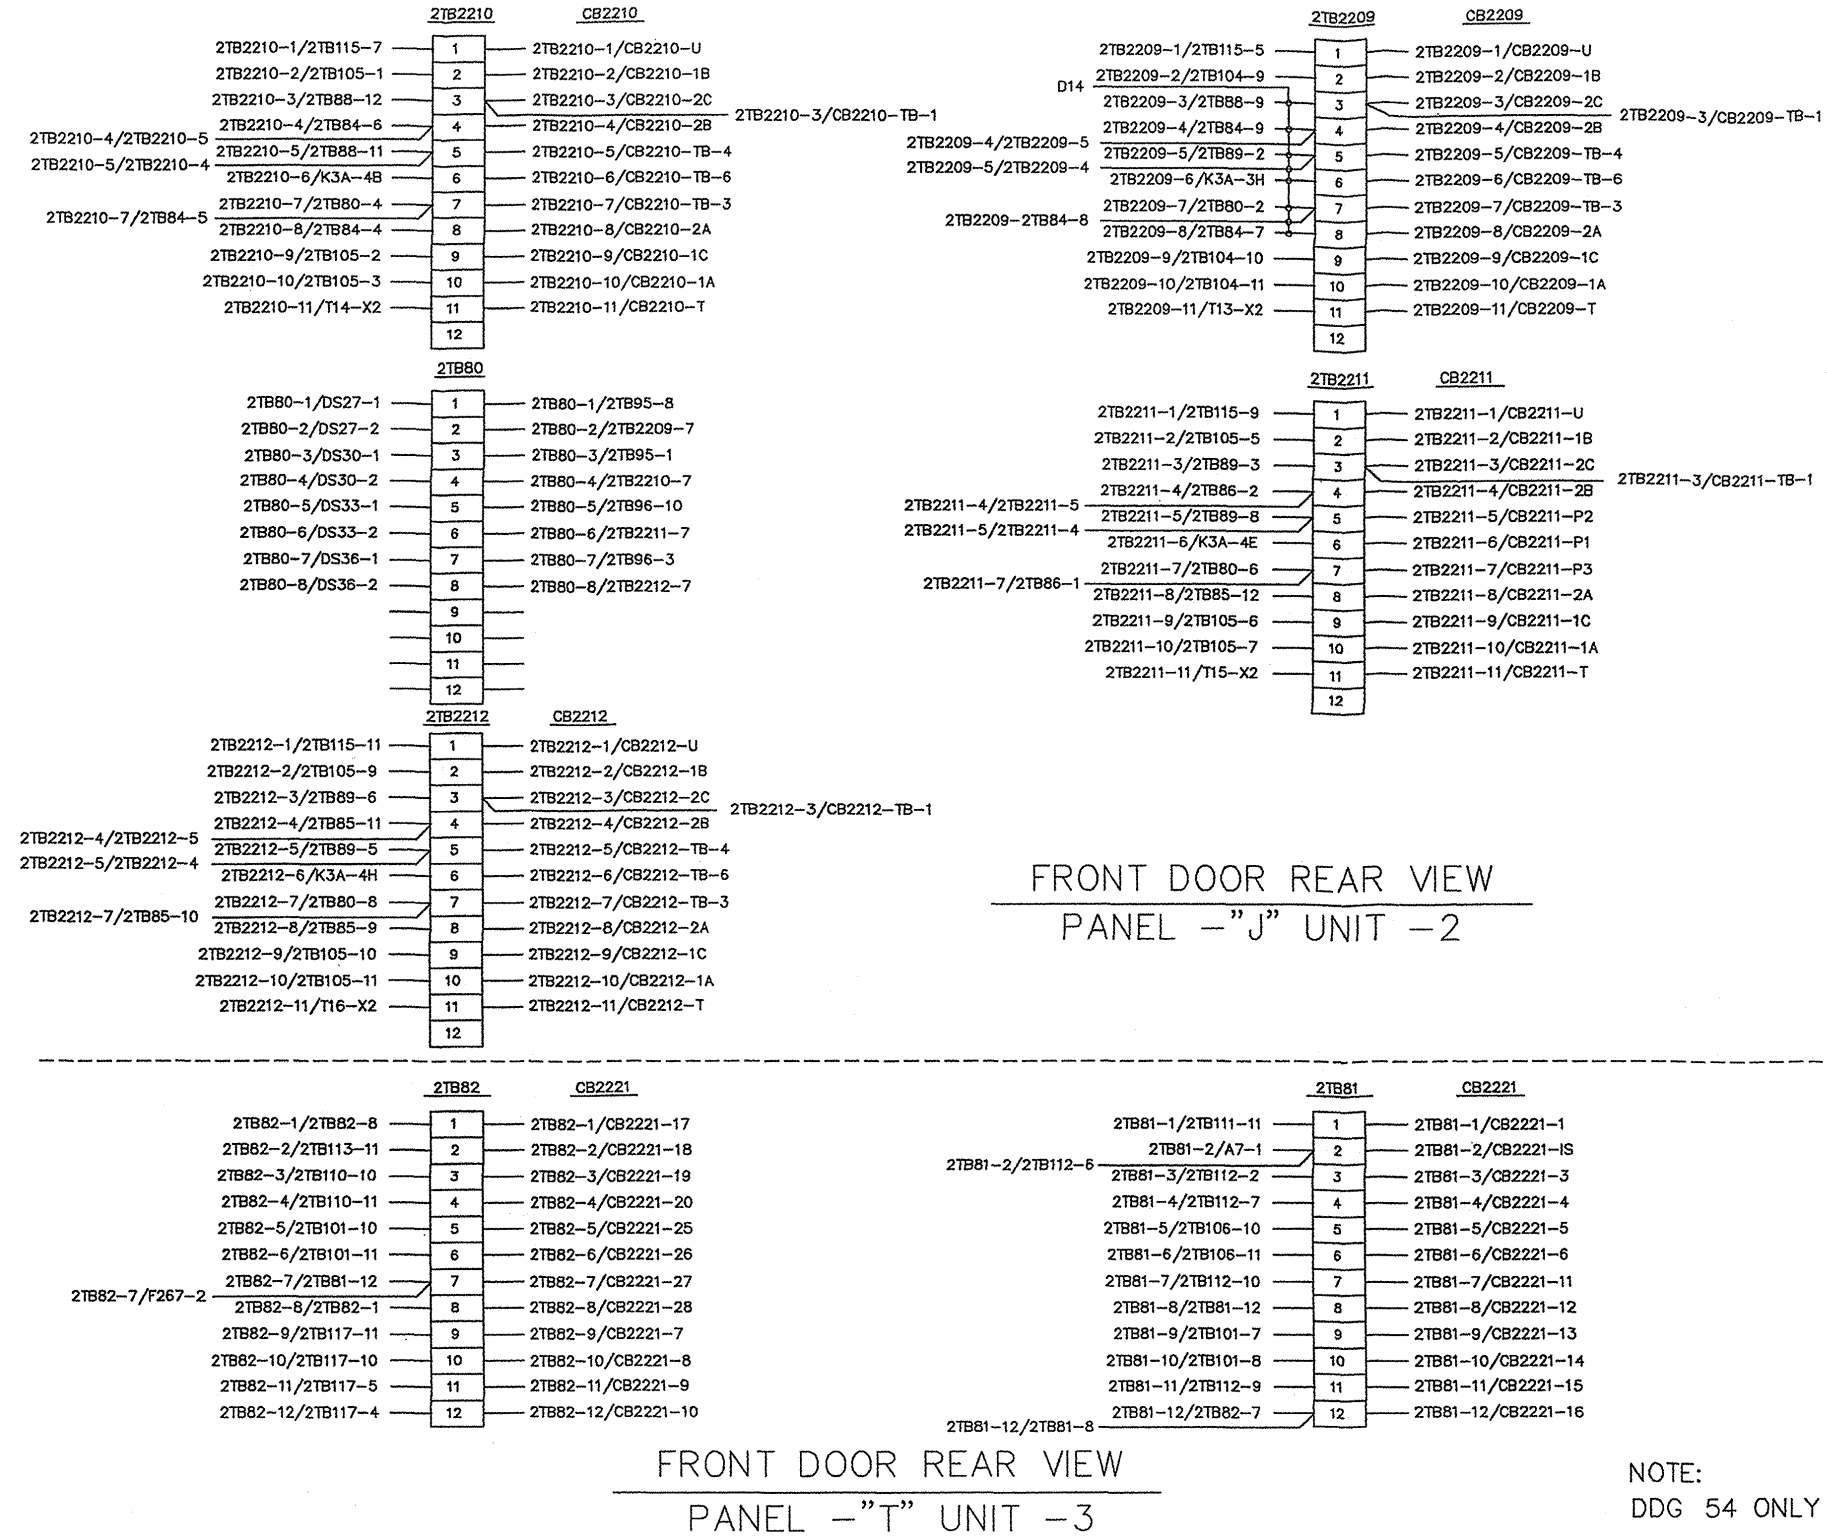 2TB2210 CB2210
2TB2210-1/2TB115-7 1 2TB2210-1/CB2210-U
2TB2210-2/2TB105-1 2 2TB2210-2/CB2210-1B
2TB2210-3/2TB88-12 3 2TB2210-3/CB2210-2C
2TB2210-3/CB2210-TB-1
2TB2210-4/2TB84-6 4 2TB2210-4/CB2210-2B
2TB2210-4/2TB2210-5
2TB2210-5/2TB88-11 5 2TB2210-5/CB2210-TB-4
2TB2210-5/2TB2210-4
2TB2210-6/K3A-4B 6 2TB2210-6/CB2210-TB-6
2TB2210-7/2TB80-4 7 2TB2210-7/CB2210-TB-3
2TB2210-7/2TB84-5
2TB2210-8/2TB84-4 8 2TB2210-8/CB2210-2A
2TB2210-9/2TB105-2 9 2TB2210-9/CB2210-1C
2TB2210-10/2TB105-3 10 2TB2210-10/CB2210-1A
2TB2210-11/T14-X2 11 2TB2210-11/CB2210-T
12
2TB80
2TB80-1/DS27-1 1 2TB80-1/2TB95-8
2TB80-2/DS27-2 2 2TB80-2/2TB2209-7
2TB80-3/DS30-1 3 2TB80-3/2TB95-1
2TB80-4/DS30-2 4 2TB80-4/2TB2210-7
2TB80-5/DS33-1 5 2TB80-5/2TB96-10
2TB80-6/DS33-2 6 2TB80-6/2TB2211-7
2TB80-7/DS36-1 7 2TB80-7/2TB96-3
2TB80-8/DS36-2 8 2TB80-8/2TB2212-7
9
10
11
12
2TB2212 CB2212
2TB2212-1/2TB115-11 1 2TB2212-1/CB2212-U
2TB2212-2/2TB105-9 2 2TB2212-2/CB2212-1B
2TB2212-3/2TB89-6 3 2TB2212-3/CB2212-2C
2TB2212-3/CB2212-TB-1
2TB2212-4/2TB85-11 4 2TB2212-4/CB2212-2B
2TB2212-4/2TB2212-5
2TB2212-5/2TB89-5 5 2TB2212-5/CB2212-TB-4
2TB2212-5/2TB2212-4
2TB2212-6/K3A-4H 6 2TB2212-6/CB2212-TB-6
2TB2212-7/2TB80-8 7 2TB2212-7/CB2212-TB-3
2TB2212-7/2TB85-10
2TB2212-8/2TB85-9 8 2TB2212-8/CB2212-2A
2TB2212-9/2TB105-10 9 2TB2212-9/CB2212-1C
2TB2212-10/2TB105-11 10 2TB2212-10/CB2212-1A
2TB2212-11/T16-X2 11 2TB2212-11/CB2212-T
12
2TB2209 CB2209
2TB2209-1/2TB115-5 1 2TB2209-1/CB2209-U
2TB2209-2/2TB104-9 2 2TB2209-2/CB2209-1B
D14
2TB2209-3/2TB88-9 3 2TB2209-3/CB2209-2C
2TB2209-3/CB2209-TB-1
2TB2209-4/2TB84-9 4 2TB2209-4/CB2209-2B
2TB2209-4/2TB2209-5
2TB2209-5/2TB89-2 5 2TB2209-5/CB2209-TB-4
2TB2209-5/2TB2209-4
2TB2209-6/K3A-3H 6 2TB2209-6/CB2209-TB-6
2TB2209-7/2TB80-2 7 2TB2209-7/CB2209-TB-3
2TB2209-2TB84-8
2TB2209-8/2TB84-7 8 2TB2209-8/CB2209-2A
2TB2209-9/2TB104-10 9 2TB2209-9/CB2209-1C
2TB2209-10/2TB104-11 10 2TB2209-10/CB2209-1A
2TB2209-11/T13-X2 11 2TB2209-11/CB2209-T
12
2TB2211 CB2211
2TB2211-1/2TB115-9 1 2TB2211-1/CB2211-U
2TB2211-2/2TB105-5 2 2TB2211-2/CB2211-1B
2TB2211-3/2TB89-3 3 2TB2211-3/CB2211-2C
2TB2211-3/CB2211-TB-1
2TB2211-4/2TB86-2 4 2TB2211-4/CB2211-2B
2TB2211-4/2TB2211-5
2TB2211-5/2TB89-8 5 2TB2211-5/CB2211-P2
2TB2211-5/2TB2211-4
2TB2211-6/K3A-4E 6 2TB2211-6/CB2211-P1
2TB2211-7/2TB80-6 7 2TB2211-7/CB2211-P3
2TB2211-7/2TB86-1
2TB2211-8/2TB85-12 8 2TB2211-8/CB2211-2A
2TB2211-9/2TB105-6 9 2TB2211-9/CB2211-1C
2TB2211-10/2TB105-7 10 2TB2211-10/CB2211-1A
2TB2211-11/T15-X2 11 2TB2211-11/CB2211-T
12
FRONT DOOR REAR VIEW
PANEL -"J" UNIT -2
2TB82 CB2221
2TB82-1/2TB82-8 1 2TB82-1/CB2221-17
2TB82-2/2TB113-11 2 2TB82-2/CB2221-18
2TB82-3/2TB110-10 3 2TB82-3/CB2221-19
2TB82-4/2TB110-11 4 2TB82-4/CB2221-20
2TB82-5/2TB101-10 5 2TB82-5/CB2221-25
2TB82-6/2TB101-11 6 2TB82-6/CB2221-26
2TB82-7/2TB81-12 7 2TB82-7/CB2221-27
2TB82-7/F267-2
2TB82-8/2TB82-1 8 2TB82-8/CB2221-28
2TB82-9/2TB117-11 9 2TB82-9/CB2221-7
2TB82-10/2TB117-10 10 2TB82-10/CB2221-8
2TB82-11/2TB117-5 11 2TB82-11/CB2221-9
2TB82-12/2TB117-4 12 2TB82-12/CB2221-10
2TB81 CB2221
2TB81-1/2TB111-11 1 2TB81-1/CB2221-1
2TB81-2/A7-1 2 2TB81-2/CB2221-IS
2TB81-2/2TB112-6
2TB81-3/2TB112-2 3 2TB81-3/CB2221-3
2TB81-4/2TB112-7 4 2TB81-4/CB2221-4
2TB81-5/2TB106-10 5 2TB81-5/CB2221-5
2TB81-6/2TB106-11 6 2TB81-6/CB2221-6
2TB81-7/2TB112-10 7 2TB81-7/CB2221-11
2TB81-8/2TB81-12 8 2TB81-8/CB2221-12
2TB81-9/2TB101-7 9 2TB81-9/CB2221-13
2TB81-10/2TB101-8 10 2TB81-10/CB2221-14
2TB81-11/2TB112-9 11 2TB81-11/CB2221-15
2TB81-12/2TB82-7 12 2TB81-12/CB2221-16
2TB81-12/2TB81-8
FRONT DOOR REAR VIEW
PANEL -"T" UNIT -3
NOTE:
DDG 54 ONLY